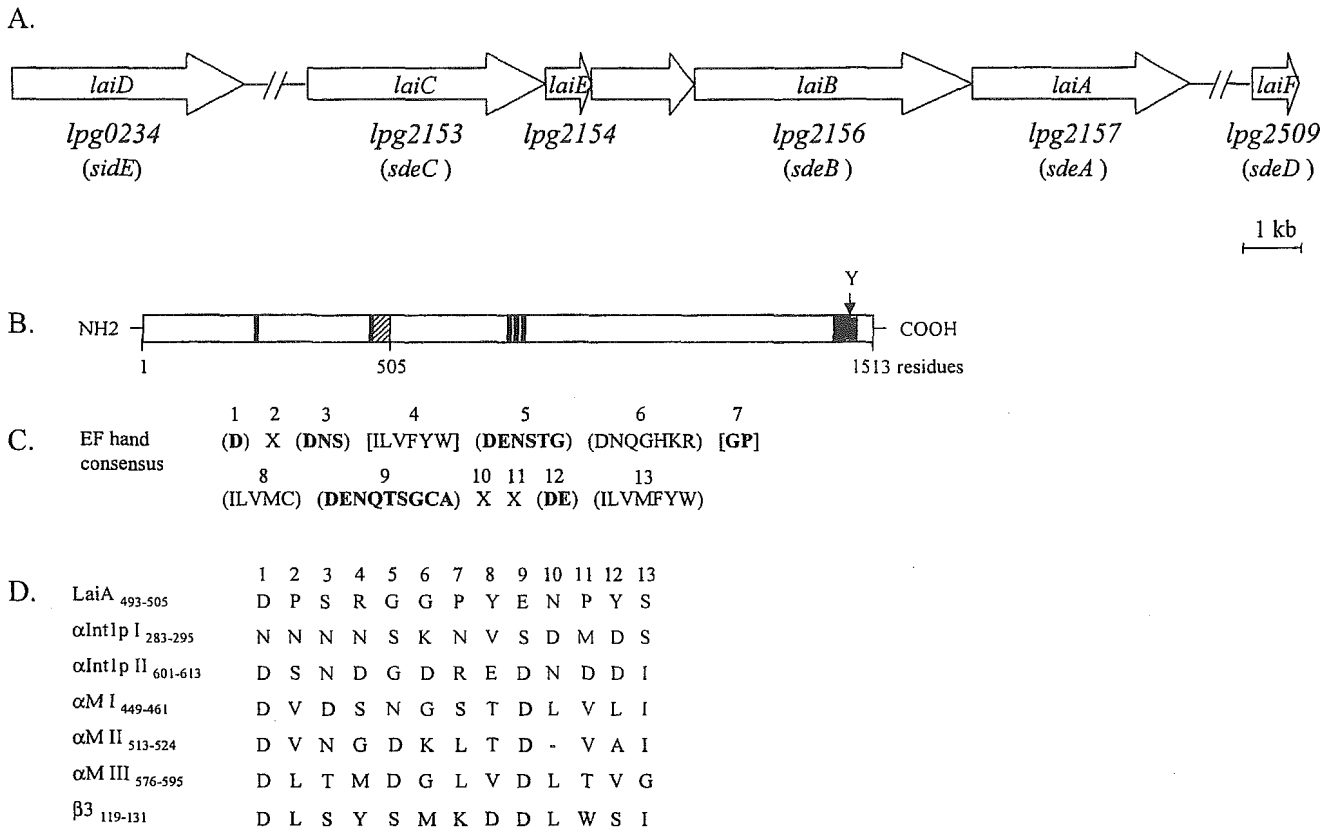 A.
laiD laiC laiE laiB laiA laiF
lpg0234 lpg2153 lpg2154 lpg2156 lpg2157 lpg2509
(sidE) (sdeC ) (sdeB ) (sdeA ) (sdeD )
1 kb
Y
B. NH2 COOH
1 505 1513 residues
1 2 3 4 5 6 7
C. EF hand (D) X (DNS) [ILVFYW] (DENSTG) (DNQGHKR) [GP]
consensus
8 9 10 11 12 13
(ILVMC) (DENQTSGCA) X X (DE) (ILVMFYW)
1 2 3 4 5 6 7 8 9 10 11 12 13
D. LaiA 493-505 D P S R G G P Y E N P Y S
αInt1p I 283-295 N N N N S K N V S D M D S
αInt1p II 601-613 D S N D G D R E D N D D I
αM I 449-461 D V D S N G S T D L V L I
αM II 513-524 D V N G D K L T D - V A I
αM III 576-595 D L T M D G L V D L T V G
β3 119-131 D L S Y S M K D D L W S I